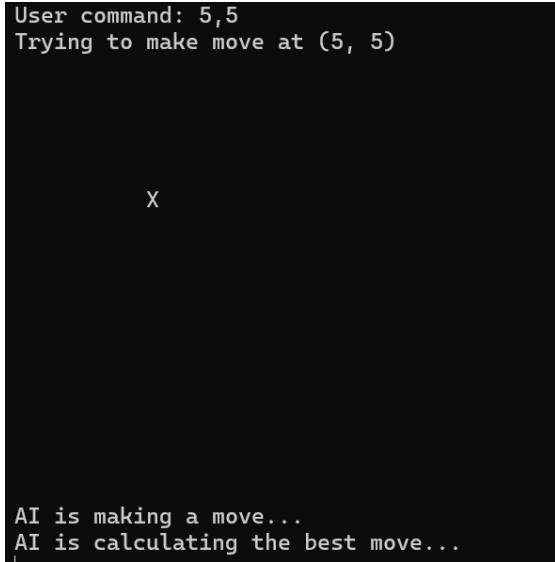 User command: 5,5
Trying to make move at (5, 5)
X
AI is making a move...
AI is calculating the best move...